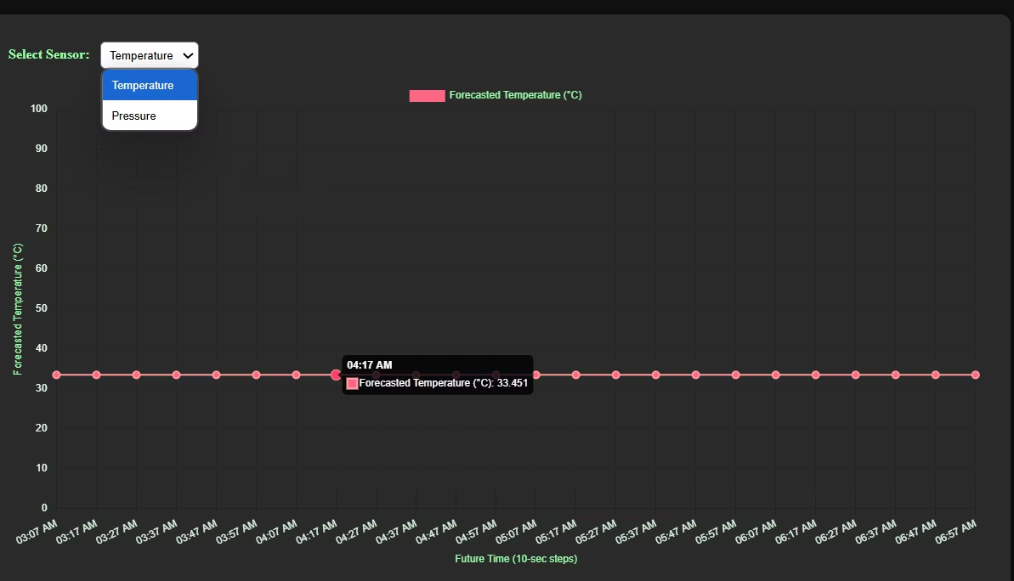 Select Sensor:
Temperature
Temperature
Pressure
Forecasted Temperature (°C)
100
90
80
70
60
50
40
30
20
10
0
Forecasted Temperature (°C)
04:17 AM
Forecasted Temperature (°C): 33.451
03:07 AM
03:17 AM
03:27 AM
03:37 AM
03:47 AM
03:57 AM
04:07 AM
04:17 AM
04:27 AM
04:37 AM
04:47 AM
04:57 AM
05:07 AM
05:17 AM
05:27 AM
05:37 AM
05:47 AM
05:57 AM
06:07 AM
06:17 AM
06:27 AM
06:37 AM
06:47 AM
06:57 AM
Future Time (10-sec steps)